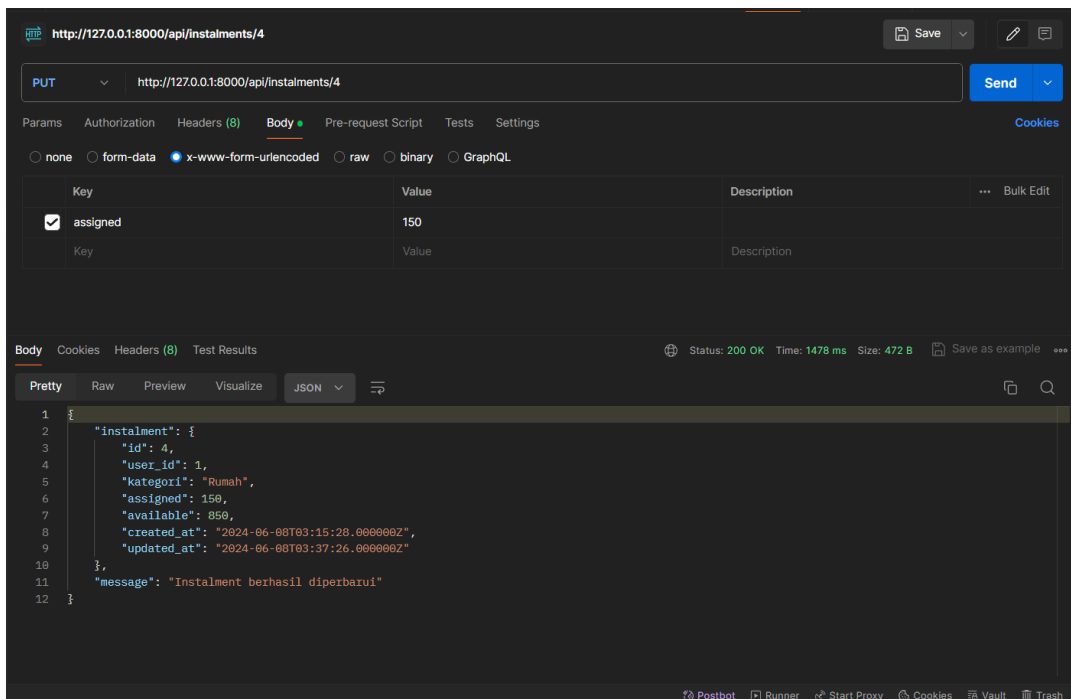 HTTP http://127.0.0.1:8000/api/instalments/4 Save
PUT http://127.0.0.1:8000/api/instalments/4 Send
Params Authorization Headers (8) Body Pre-request Script Tests Settings Cookies
none form-data x-www-form-urlencoded raw binary GraphQL
Key Value Description ••• Bulk Edit
assigned 150
Key Value Description
Body Cookies Headers (8) Test Results Status: 200 OK Time: 1478 ms Size: 472 B Save as example
Pretty Raw Preview Visualize JSON
1 {
2 "instalment": {
3 "id": 4,
4 "user_id": 1,
5 "kategori": "Rumah",
6 "assigned": 150,
7 "available": 850,
8 "created_at": "2024-06-08T03:15:28.000000Z",
9 "updated_at": "2024-06-08T03:37:26.000000Z"
10 },
11 "message": "Instalment berhasil diperbarui"
12 }
Postbot Runner Start Proxy Cookies Vault Trash